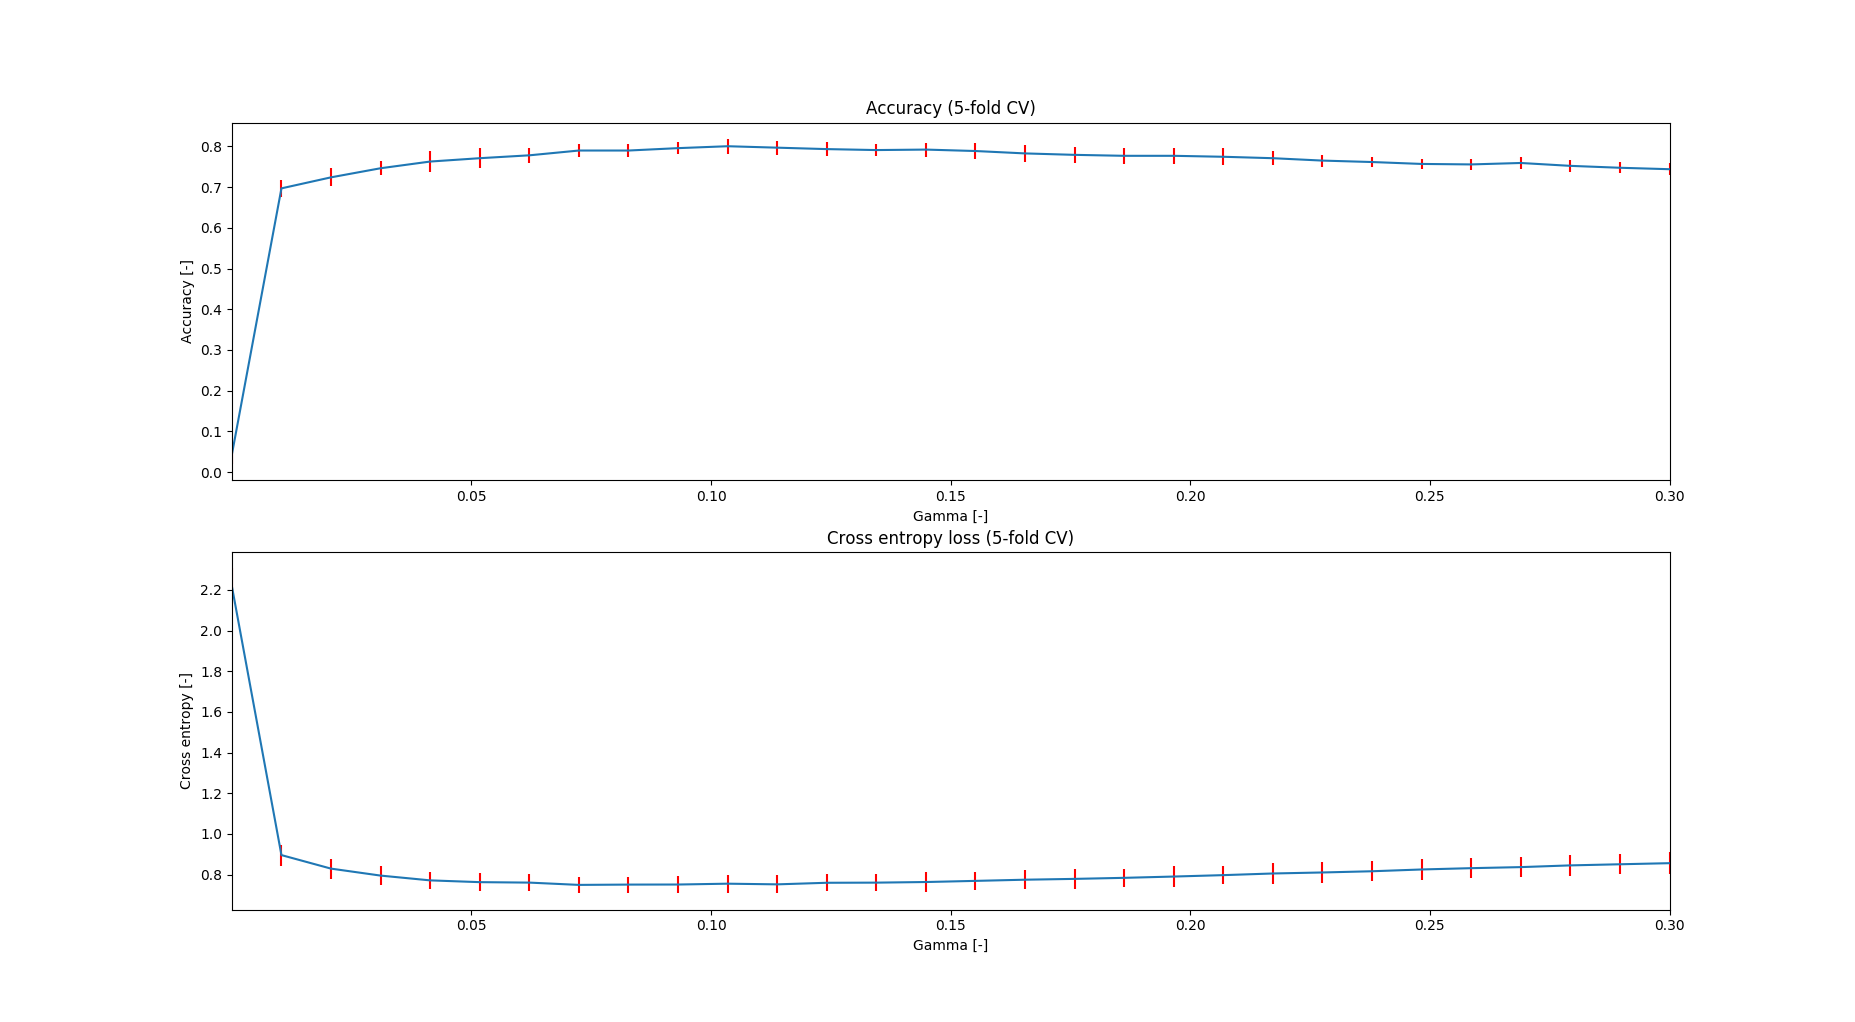 Accuracy (5-fold CV)
0.8
0.7
0.6
0.5
0.4
0.3
0.2
0.1
0.0
Accuracy [-]
0.05 0.10 0.15 0.20 0.25 0.30
Gamma [-]
Cross entropy loss (5-fold CV)
2.2
2.0
1.8
1.6
1.4
1.2
1.0
0.8
Cross entropy [-]
0.05 0.10 0.15 0.20 0.25 0.30
Gamma [-]